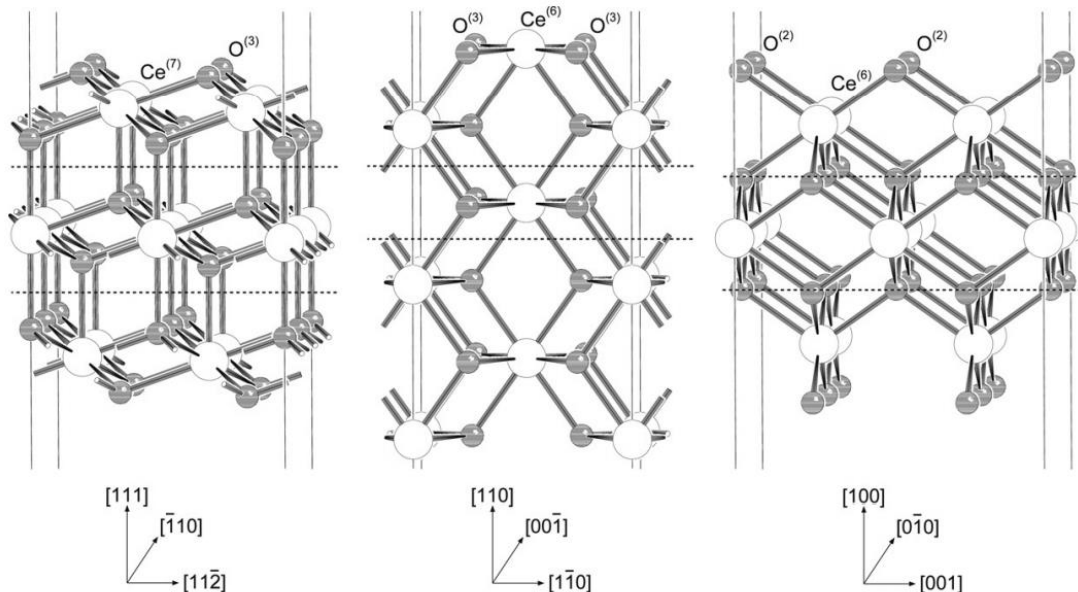 O(3)
Ce(7)
O(3)
Ce(6)
O(3)
O(2)
O(2)
Ce(6)
[111]
[1̄10]
[112̄]
[110]
[001̄]
[11̄0]
[100]
[01̄0]
[001]